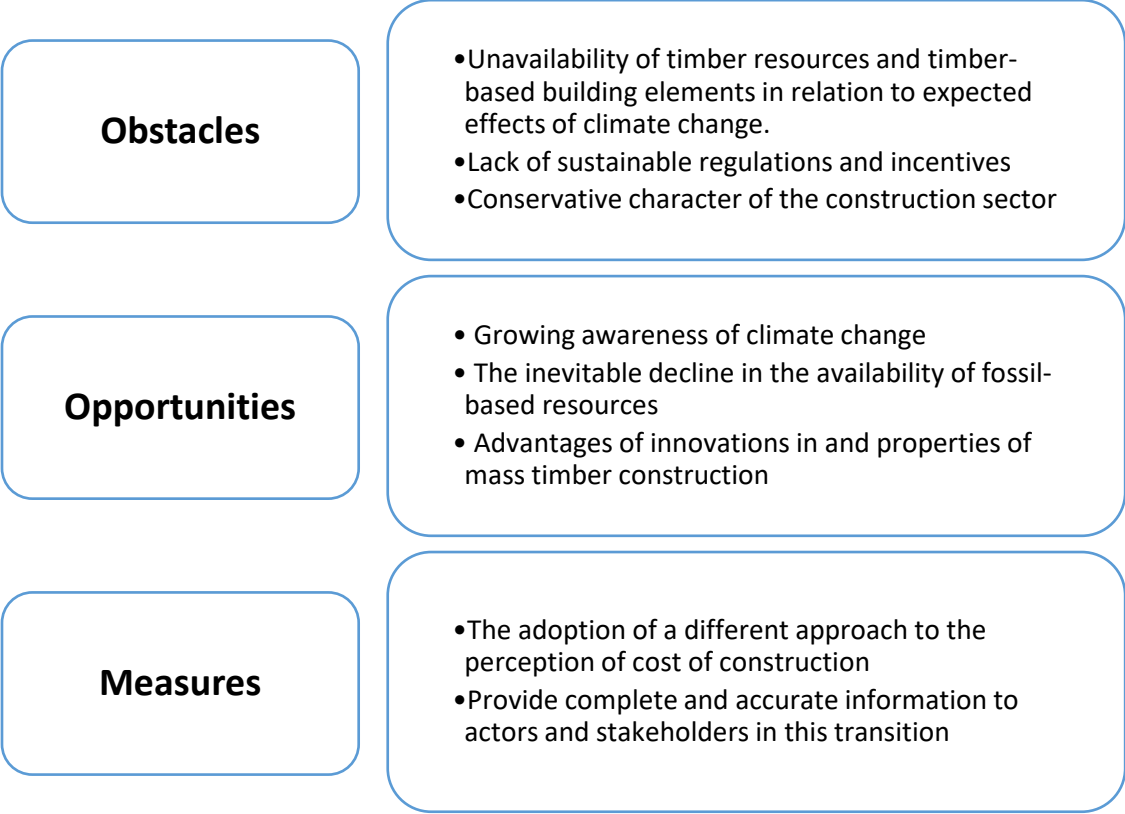 Obstacles
•Unavailability of timber resources and timber-
based building elements in relation to expected
effects of climate change.
•Lack of sustainable regulations and incentives
•Conservative character of the construction sector
Opportunities
• Growing awareness of climate change
• The inevitable decline in the availability of fossil-
based resources
• Advantages of innovations in and properties of
mass timber construction
Measures
•The adoption of a different approach to the
perception of cost of construction
•Provide complete and accurate information to
actors and stakeholders in this transition